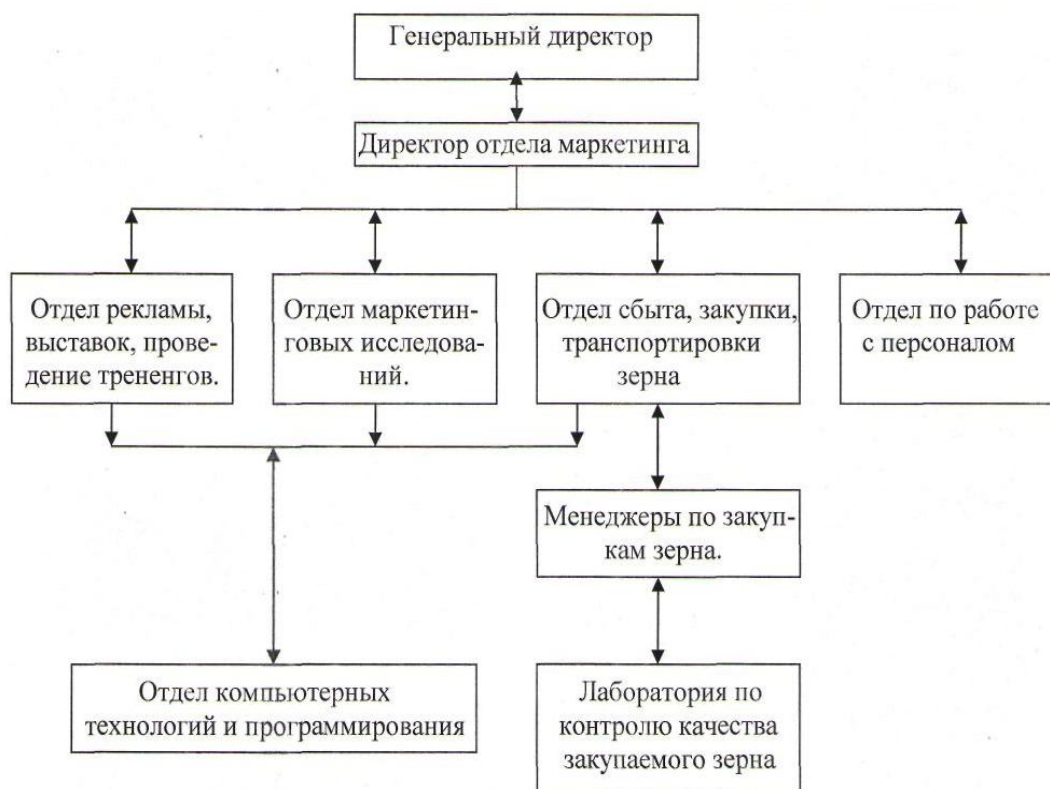 Генеральный директор
Директор отдела маркетинга
Отдел рекламы,
выставок, прове-
дение трененгов.
Отдел маркетин-
говых исследова-
ний.
Отдел сбыта, закупки,
транспортировки
зерна
Отдел по работе
с персоналом
Менеджеры по закуп-
кам зерна.
Отдел компьютерных
технологий и программирования
Лаборатория по
контролю качества
закупаемого зерна